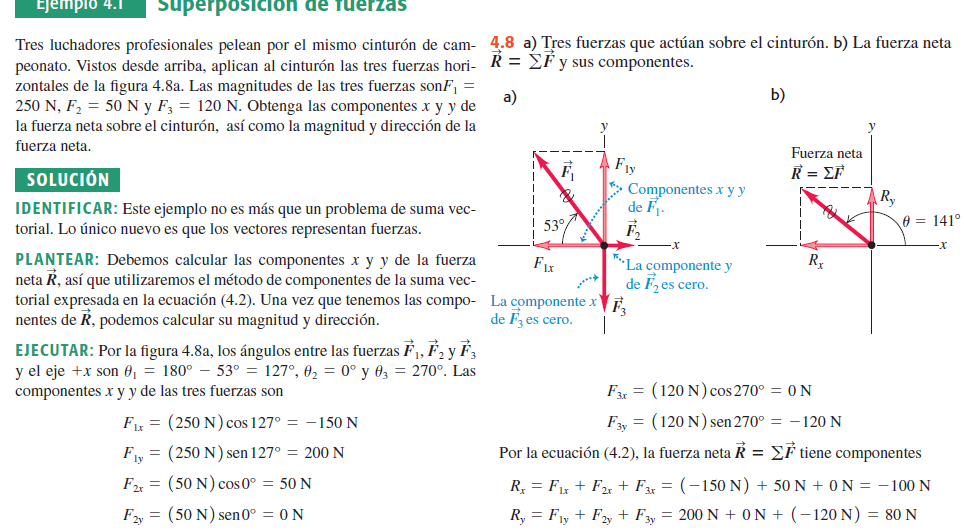 Ejemplo 4.1 Superposición de fuerzas
Tres luchadores profesionales pelean por el mismo cinturón de cam-
peonato. Vistos desde arriba, aplican al cinturón las tres fuerzas hori-
zontales de la figura 4.8a. Las magnitudes de las tres fuerzas sonF₁ =
250 N, F₂ = 50 N y F₃ = 120 N. Obtenga las componentes x y y de
la fuerza neta sobre el cinturón, así como la magnitud y dirección de la
fuerza neta.
SOLUCIÓN
IDENTIFICAR: Este ejemplo no es más que un problema de suma vec-
torial. Lo único nuevo es que los vectores representan fuerzas.
PLANTEAR: Debemos calcular las componentes x y y de la fuerza
neta R⃗, así que utilizaremos el método de componentes de la suma vec-
torial expresada en la ecuación (4.2). Una vez que tenemos las compo-
nentes de R⃗, podemos calcular su magnitud y dirección.
EJECUTAR: Por la figura 4.8a, los ángulos entre las fuerzas F⃗₁, F⃗₂ y F⃗₃
y el eje +x son θ₁ = 180° − 53° = 127°, θ₂ = 0° y θ₃ = 270°. Las
componentes x y y de las tres fuerzas son
F₁ₓ = (250 N) cos 127° = −150 N
F₁y = (250 N) sen 127° = 200 N
F₂ₓ = (50 N) cos 0° = 50 N
F₂y = (50 N) sen 0° = 0 N
4.8 a) Tres fuerzas que actúan sobre el cinturón. b) La fuerza neta
R⃗ = ΣF⃗ y sus componentes.
a)
y
F⃗₁
F₁y
Componentes x y y
de F⃗₁.
53°
F⃗₂
x
F₁ₓ
La componente y
de F⃗₂ es cero.
La componente x
de F⃗₃ es cero.
F⃗₃
b)
y
Fuerza neta
R⃗ = ΣF⃗
Ry
θ = 141°
x
Rₓ
F₃ₓ = (120 N) cos 270° = 0 N
F₃y = (120 N) sen 270° = −120 N
Por la ecuación (4.2), la fuerza neta R⃗ = ΣF⃗ tiene componentes
Rₓ = F₁ₓ + F₂ₓ + F₃ₓ = (−150 N) + 50 N + 0 N = −100 N
Ry = F₁y + F₂y + F₃y = 200 N + 0 N + (−120 N) = 80 N